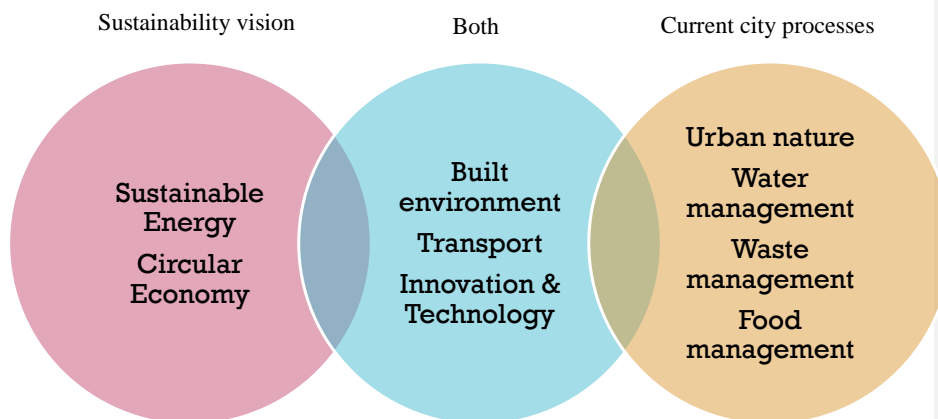 Sustainability vision
Both
Current city processes
Sustainable
Energy
Circular
Economy
Built
environment
Transport
Innovation &
Technology
Urban nature
Water
management
Waste
management
Food
management